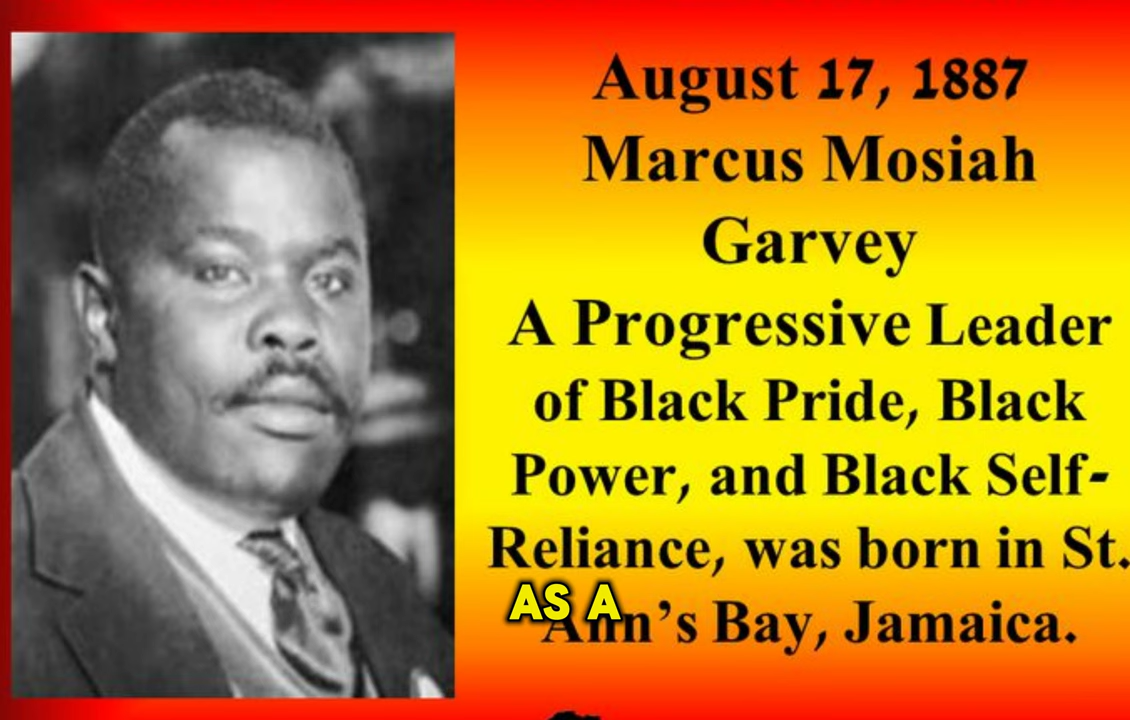 August 17, 1887
Marcus Mosiah
Garvey
A Progressive Leader
of Black Pride, Black
Power, and Black Self-
Reliance, was born in St.
AS A
Ann's Bay, Jamaica.